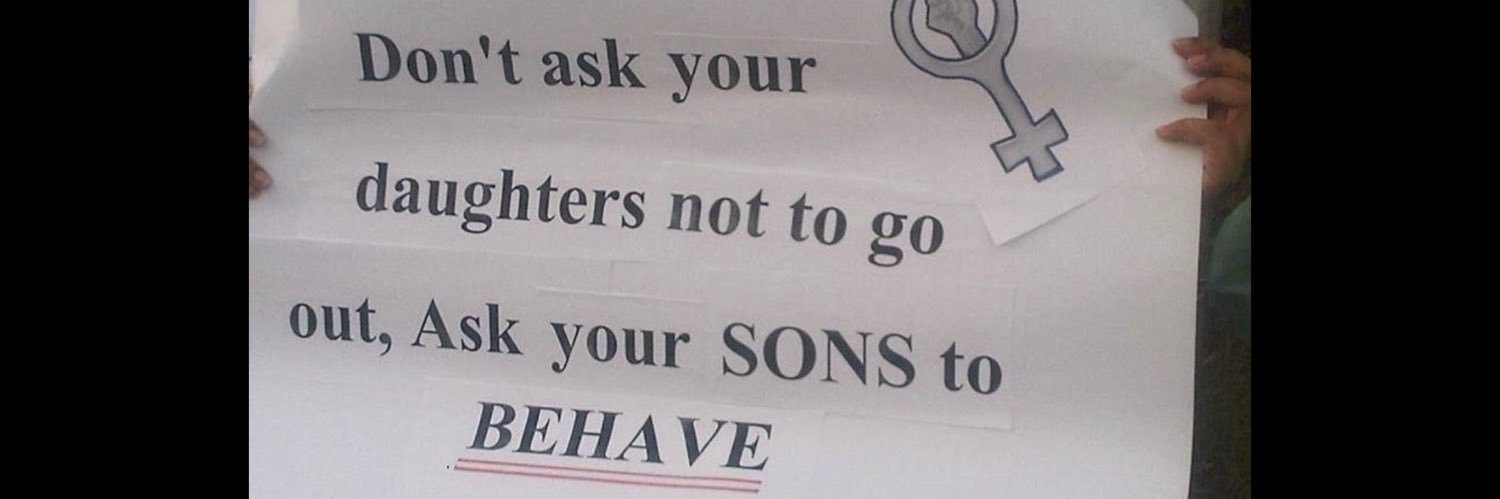 Don't ask your
daughters not to go
out, Ask your SONS to
BEHAVE